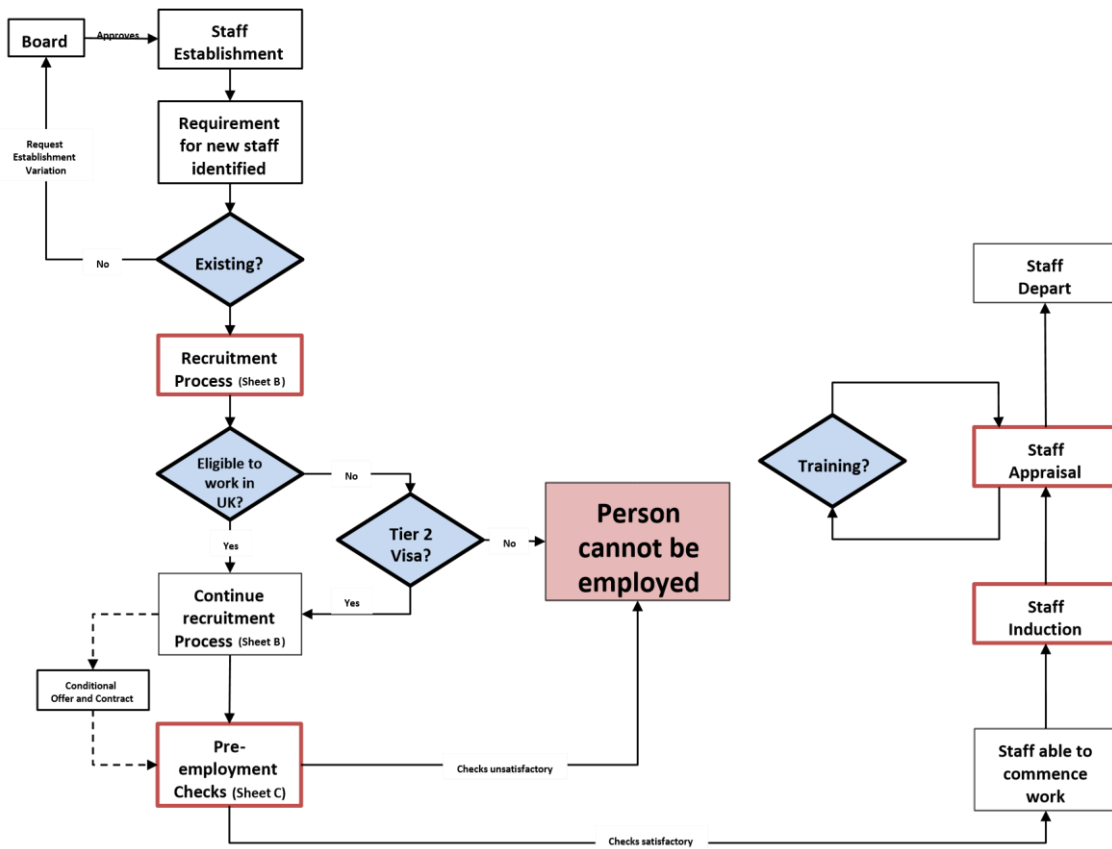 Board
Approves
Staff
Establishment
Requirement
for new staff
identified
Request
Establishment
Variation
No
Existing?
Recruitment
Process (Sheet B)
Eligible to
work in
UK?
No
Tier 2
Visa?
No
Person
cannot be
employed
Yes
Yes
Continue
recruitment
Process (Sheet B)
Conditional
Offer and Contract
Pre-
employment
Checks (Sheet C)
Checks unsatisfactory
Checks satisfactory
Staff
Depart
Training?
Staff
Appraisal
Staff
Induction
Staff able to
commence
work